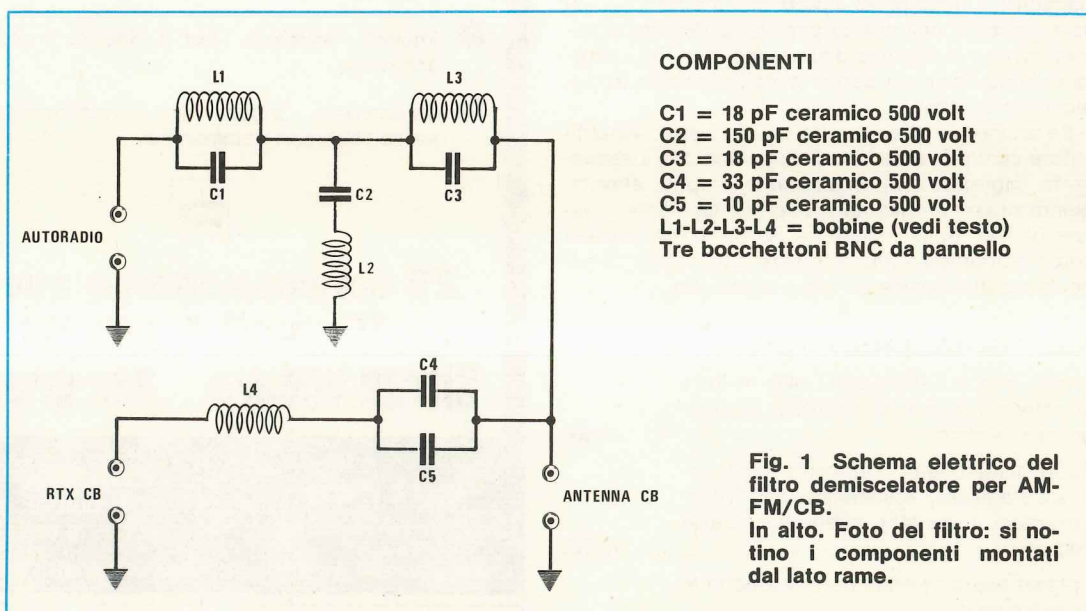 L1
L3
C1
C3
C2
L2
AUTORADIO
L4
C4
C5
RTX CB
ANTENNA CB
COMPONENTI
C1 = 18 pF ceramico 500 volt
C2 = 150 pF ceramico 500 volt
C3 = 18 pF ceramico 500 volt
C4 = 33 pF ceramico 500 volt
C5 = 10 pF ceramico 500 volt
L1-L2-L3-L4 = bobine (vedi testo)
Tre bocchettoni BNC da pannello
Fig. 1 Schema elettrico del
filtro demiscelatore per AM-
FM/CB.
In alto. Foto del filtro: si no-
tino i componenti montati
dal lato rame.